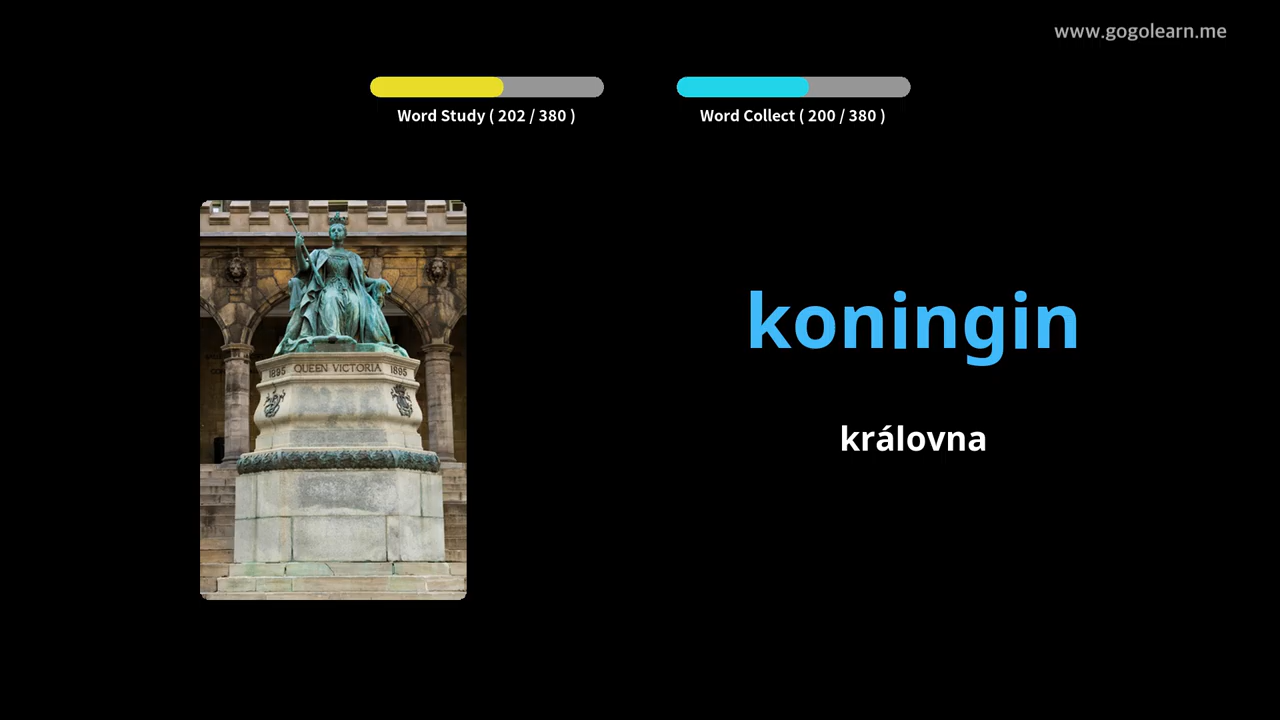 www.gogolearn.me
Word Study ( 202 / 380 )
Word Collect ( 200 / 380 )
1895 QUEEN VICTORIA 1895
koningin
královna